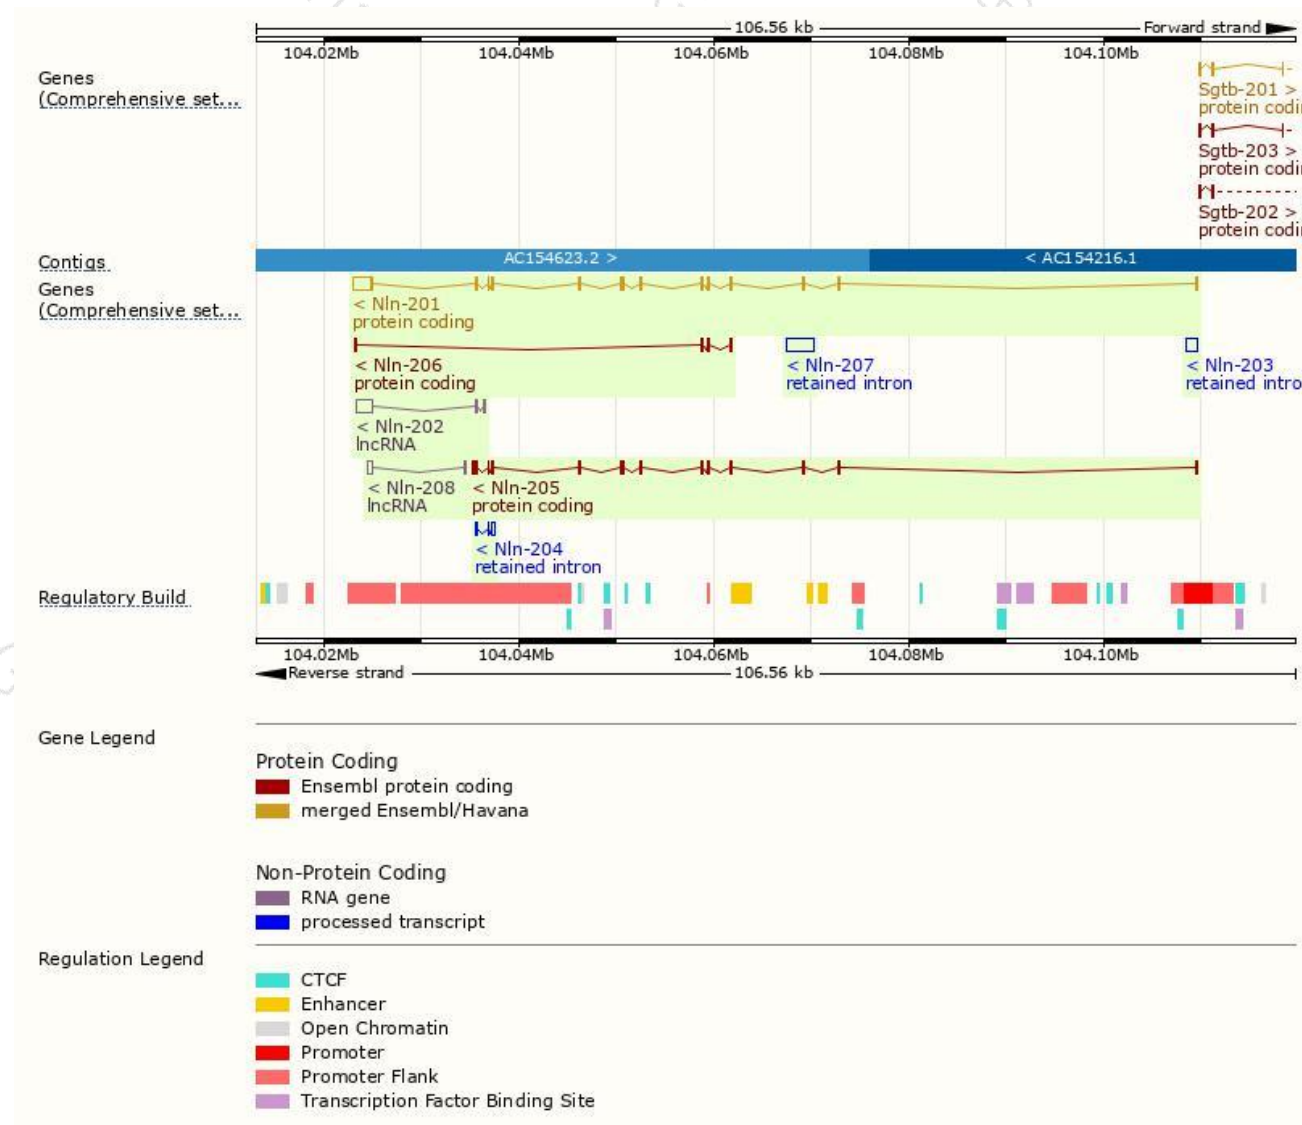 106.56 kb
Forward strand
104.02Mb 104.04Mb 104.06Mb 104.08Mb 104.10Mb
Genes
(Comprehensive set...
Sgtb-201 >
protein codi
Sgtb-203 >
protein codi
Sgtb-202 >
protein codi
Contigs
AC154623.2 >
< AC154216.1
Genes
(Comprehensive set...
< Nln-201
protein coding
< Nln-206
protein coding
< Nln-207
retained intron
< Nln-203
retained intro
< Nln-202
lncRNA
< Nln-208
lncRNA
< Nln-205
protein coding
< Nln-204
retained intron
Regulatory Build
104.02Mb 104.04Mb 104.06Mb 104.08Mb 104.10Mb
Reverse strand
106.56 kb
Gene Legend
Protein Coding
Ensembl protein coding
merged Ensembl/Havana
Non-Protein Coding
RNA gene
processed transcript
Regulation Legend
CTCF
Enhancer
Open Chromatin
Promoter
Promoter Flank
Transcription Factor Binding Site